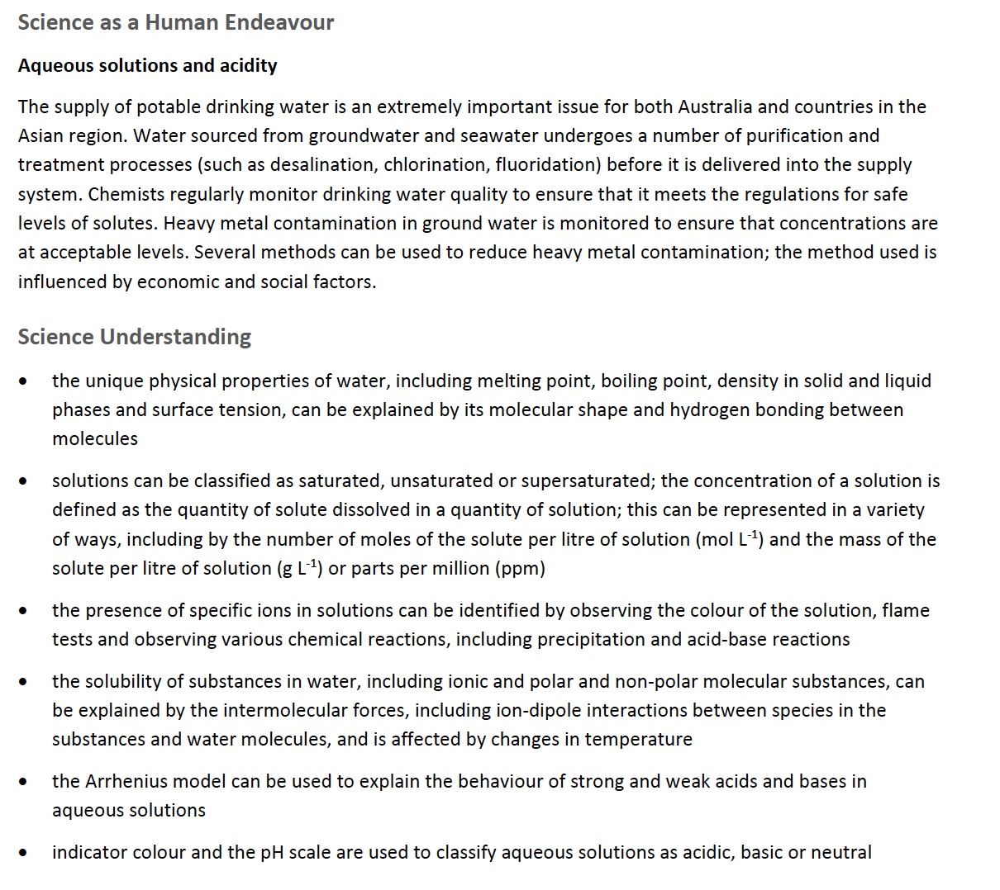 Science as a Human Endeavour
Aqueous solutions and acidity
The supply of potable drinking water is an extremely important issue for both Australia and countries in the
Asian region. Water sourced from groundwater and seawater undergoes a number of purification and
treatment processes (such as desalination, chlorination, fluoridation) before it is delivered into the supply
system. Chemists regularly monitor drinking water quality to ensure that it meets the regulations for safe
levels of solutes. Heavy metal contamination in ground water is monitored to ensure that concentrations are
at acceptable levels. Several methods can be used to reduce heavy metal contamination; the method used is
influenced by economic and social factors.
Science Understanding
• the unique physical properties of water, including melting point, boiling point, density in solid and liquid
phases and surface tension, can be explained by its molecular shape and hydrogen bonding between
molecules
• solutions can be classified as saturated, unsaturated or supersaturated; the concentration of a solution is
defined as the quantity of solute dissolved in a quantity of solution; this can be represented in a variety
of ways, including by the number of moles of the solute per litre of solution (mol L⁻¹) and the mass of the
solute per litre of solution (g L⁻¹) or parts per million (ppm)
• the presence of specific ions in solutions can be identified by observing the colour of the solution, flame
tests and observing various chemical reactions, including precipitation and acid-base reactions
• the solubility of substances in water, including ionic and polar and non-polar molecular substances, can
be explained by the intermolecular forces, including ion-dipole interactions between species in the
substances and water molecules, and is affected by changes in temperature
• the Arrhenius model can be used to explain the behaviour of strong and weak acids and bases in
aqueous solutions
• indicator colour and the pH scale are used to classify aqueous solutions as acidic, basic or neutral